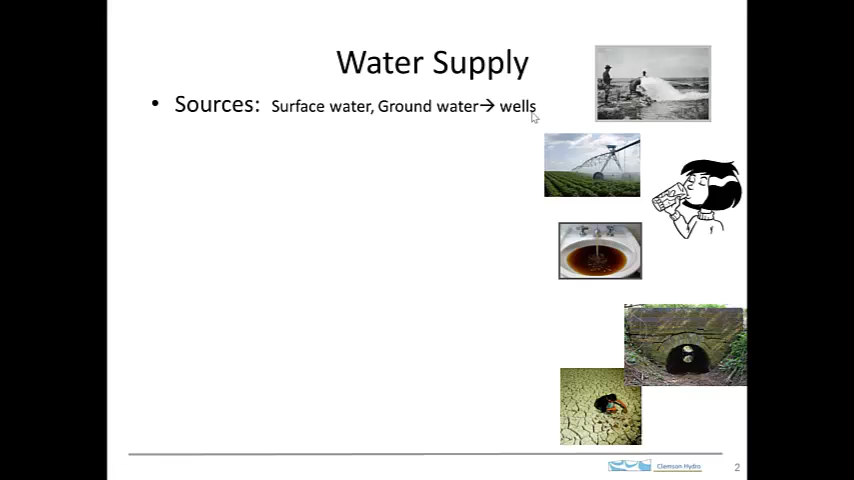 Water Supply
• Sources: Surface water, Ground water→ wells
Clemson Hydro
2